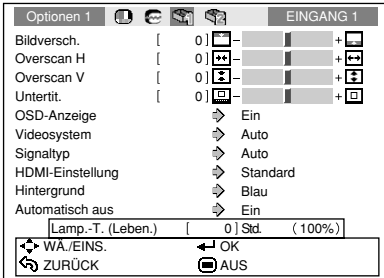 Optionen 1 EINGANG 1
Bildversch. [ 0 ] − +
Overscan H [ 0 ] − +
Overscan V [ 0 ] − +
Untertit. [ 0 ] − +
OSD-Anzeige Ein
Videosystem Auto
Signaltyp Auto
HDMI-Einstellung Standard
Hintergrund Blau
Automatisch aus Ein
Lamp.-T. (Leben.) [ 0 ] Std. (100%)
WÄ./EINS. OK
ZURÜCK AUS